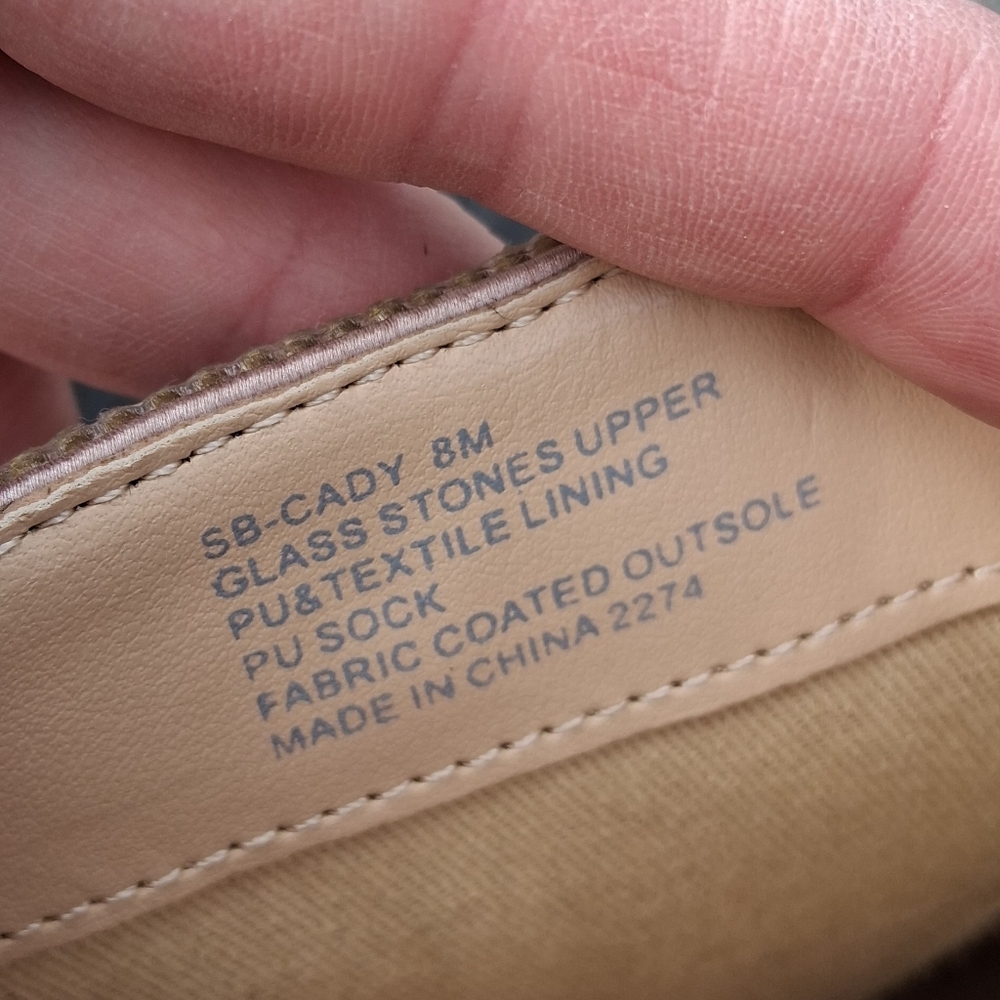 SB-CADY 8M
GLASS STONES UPPER
PU&TEXTILE LINING
PU SOCK
FABRIC COATED OUTSOLE
MADE IN CHINA 2274